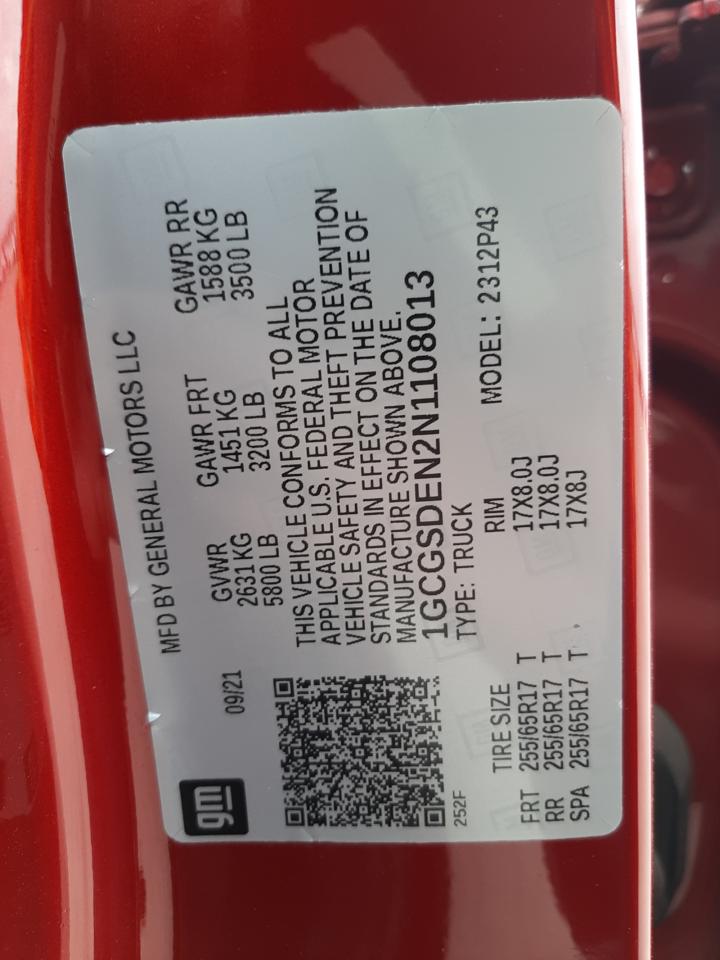 gm
MFD BY GENERAL MOTORS LLC
09/21
GVWR GAWR FRT GAWR RR
2631 KG 1451 KG 1588 KG
5800 LB 3200 LB 3500 LB
THIS VEHICLE CONFORMS TO ALL
APPLICABLE U.S. FEDERAL MOTOR
VEHICLE SAFETY AND THEFT PREVENTION
STANDARDS IN EFFECT ON THE DATE OF
MANUFACTURE SHOWN ABOVE.
1GCGSDEN2N1108013
252F
TYPE: TRUCK MODEL: 2312P43
TIRE SIZE RIM
FRT 255/65R17 T 17X8.0J
RR 255/65R17 T 17X8.0J
SPA 255/65R17 T 17X8J